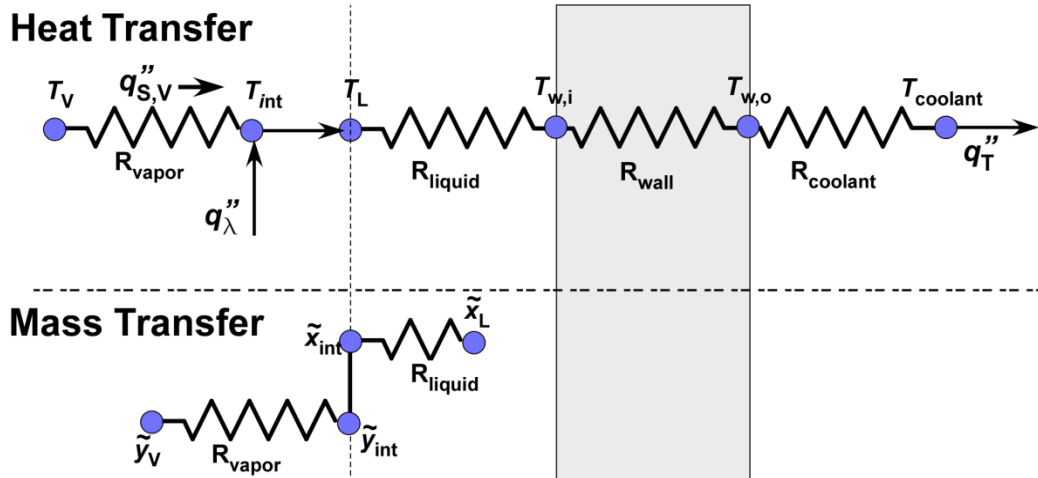 Heat Transfer
T_V q''_S,V T_int T_L T_w,i T_w,o T_coolant
R_vapor R_liquid R_wall R_coolant q''_T
q''_λ
Mass Transfer
x̃_int x̃_L
R_liquid
ỹ_V R_vapor ỹ_int